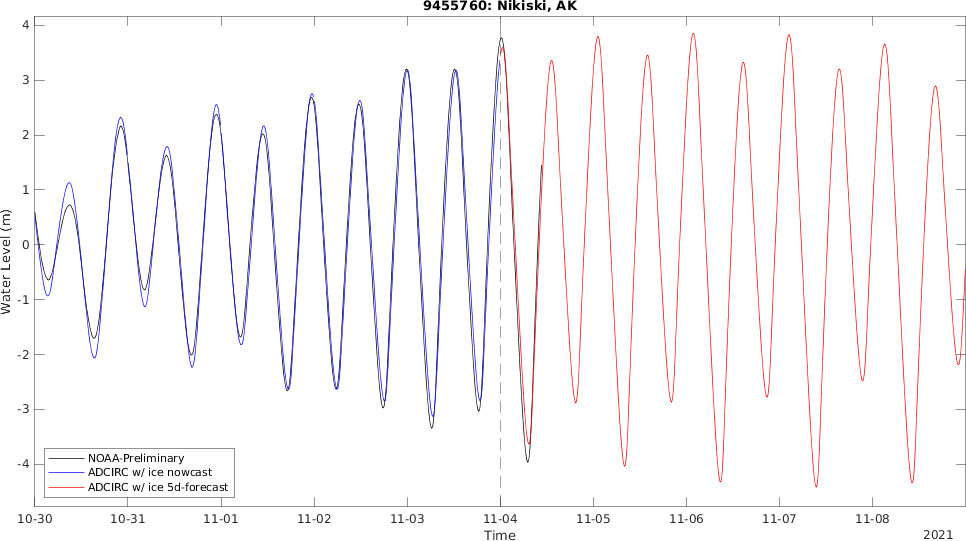 9455760: Nikiski, AK
4
3
2
1
0
-1
-2
-3
-4
Water Level (m)
NOAA-Preliminary
ADCIRC w/ ice nowcast
ADCIRC w/ ice 5d-forecast
10-30 10-31 11-01 11-02 11-03 11-04 11-05 11-06 11-07 11-08
Time
2021